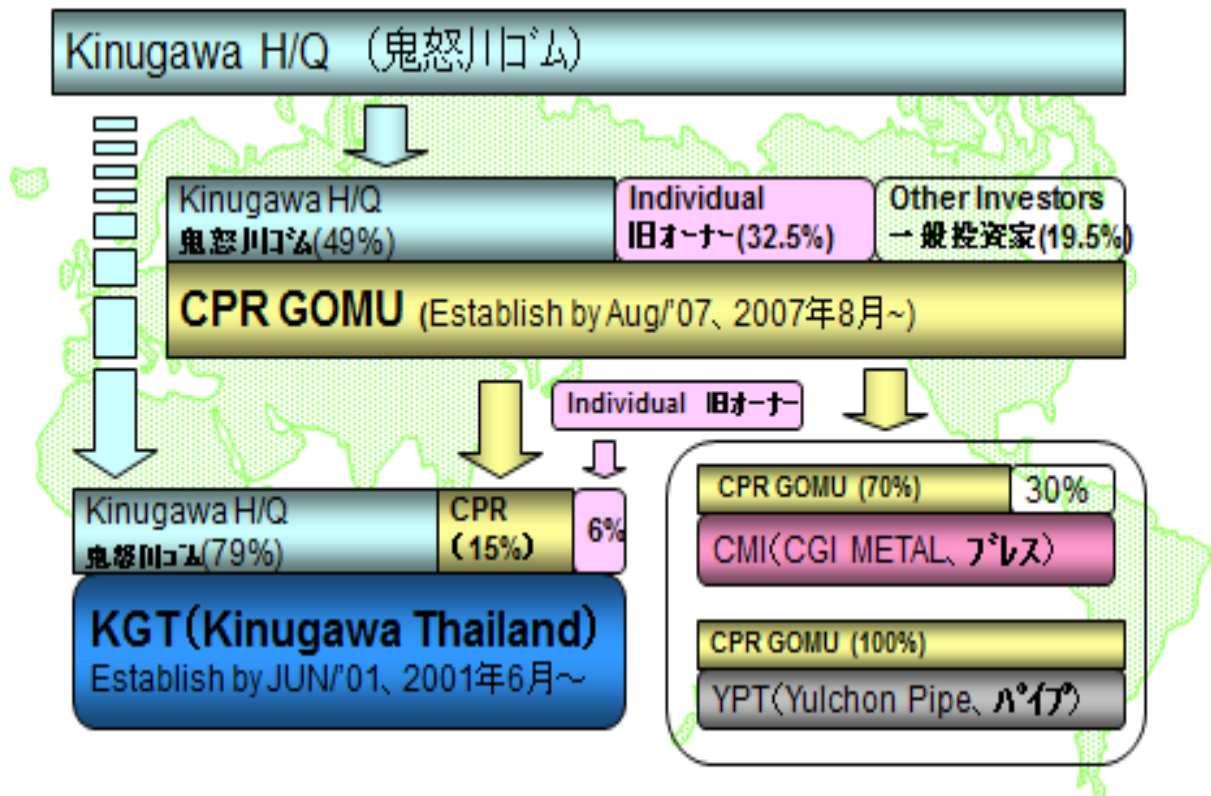 Kinugawa H/Q （鬼怒川ｺﾞﾑ）
Kinugawa H/Q
鬼怒川ｺﾞﾑ(49%)
Individual
旧ｵｰﾅｰ(32.5%)
Other Investors
一般投資家(19.5%)
CPR GOMU (Establish by Aug/'07、2007年8月~)
Individual 旧ｵｰﾅｰ
Kinugawa H/Q
鬼怒川ｺﾞﾑ(79%)
CPR
(15%)
6%
KGT(Kinugawa Thailand)
Establish by JUN/'01、2001年6月～
CPR GOMU (70%)
30%
CMI(CGI METAL、ﾌﾟﾚｽ)
CPR GOMU (100%)
YPT(Yulchon Pipe、ﾊﾟｲﾌﾟ)